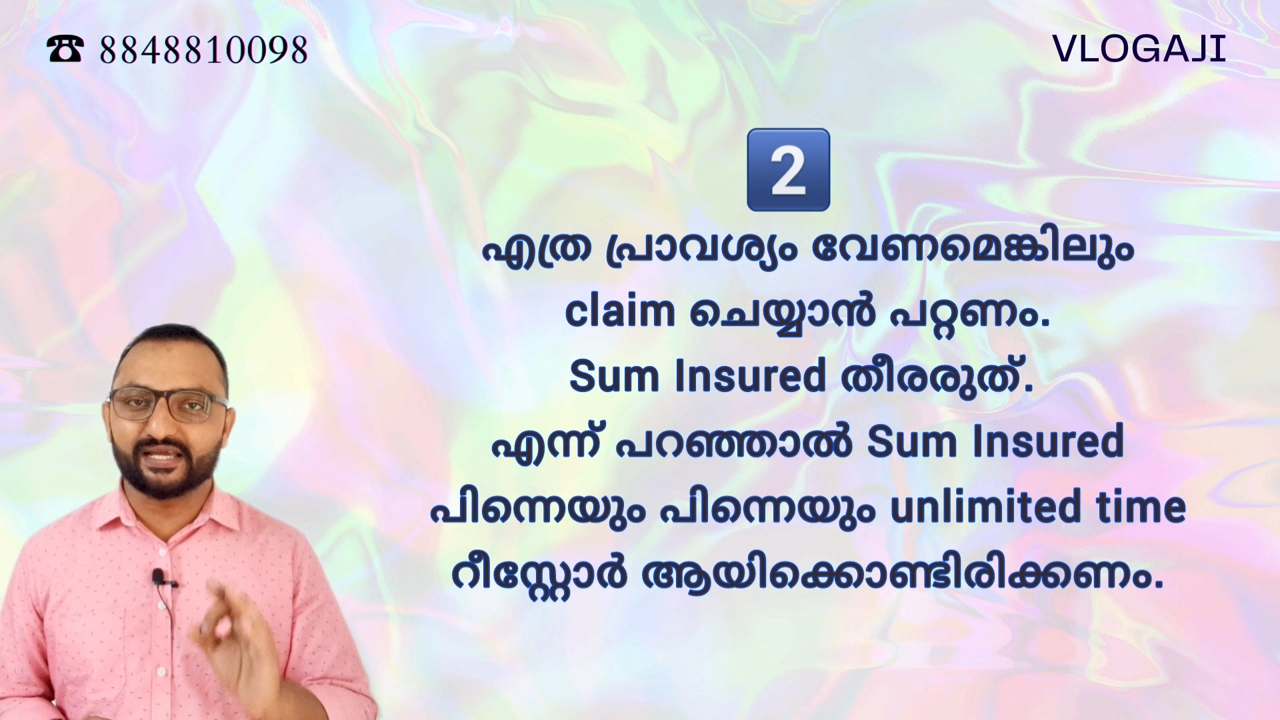 ☎ 8848810098
VLOGAJI
2
എത്ര പ്രാവശ്യം വേണമെങ്കിലും
claim ചെയ്യാൻ പറ്റണം.
Sum Insured തീരരുത്.
എന്ന് പറഞ്ഞാൽ Sum Insured
പിന്നെയും പിന്നെയും unlimited time
റീസ്റ്റോർ ആയിക്കൊണ്ടിരിക്കണം.